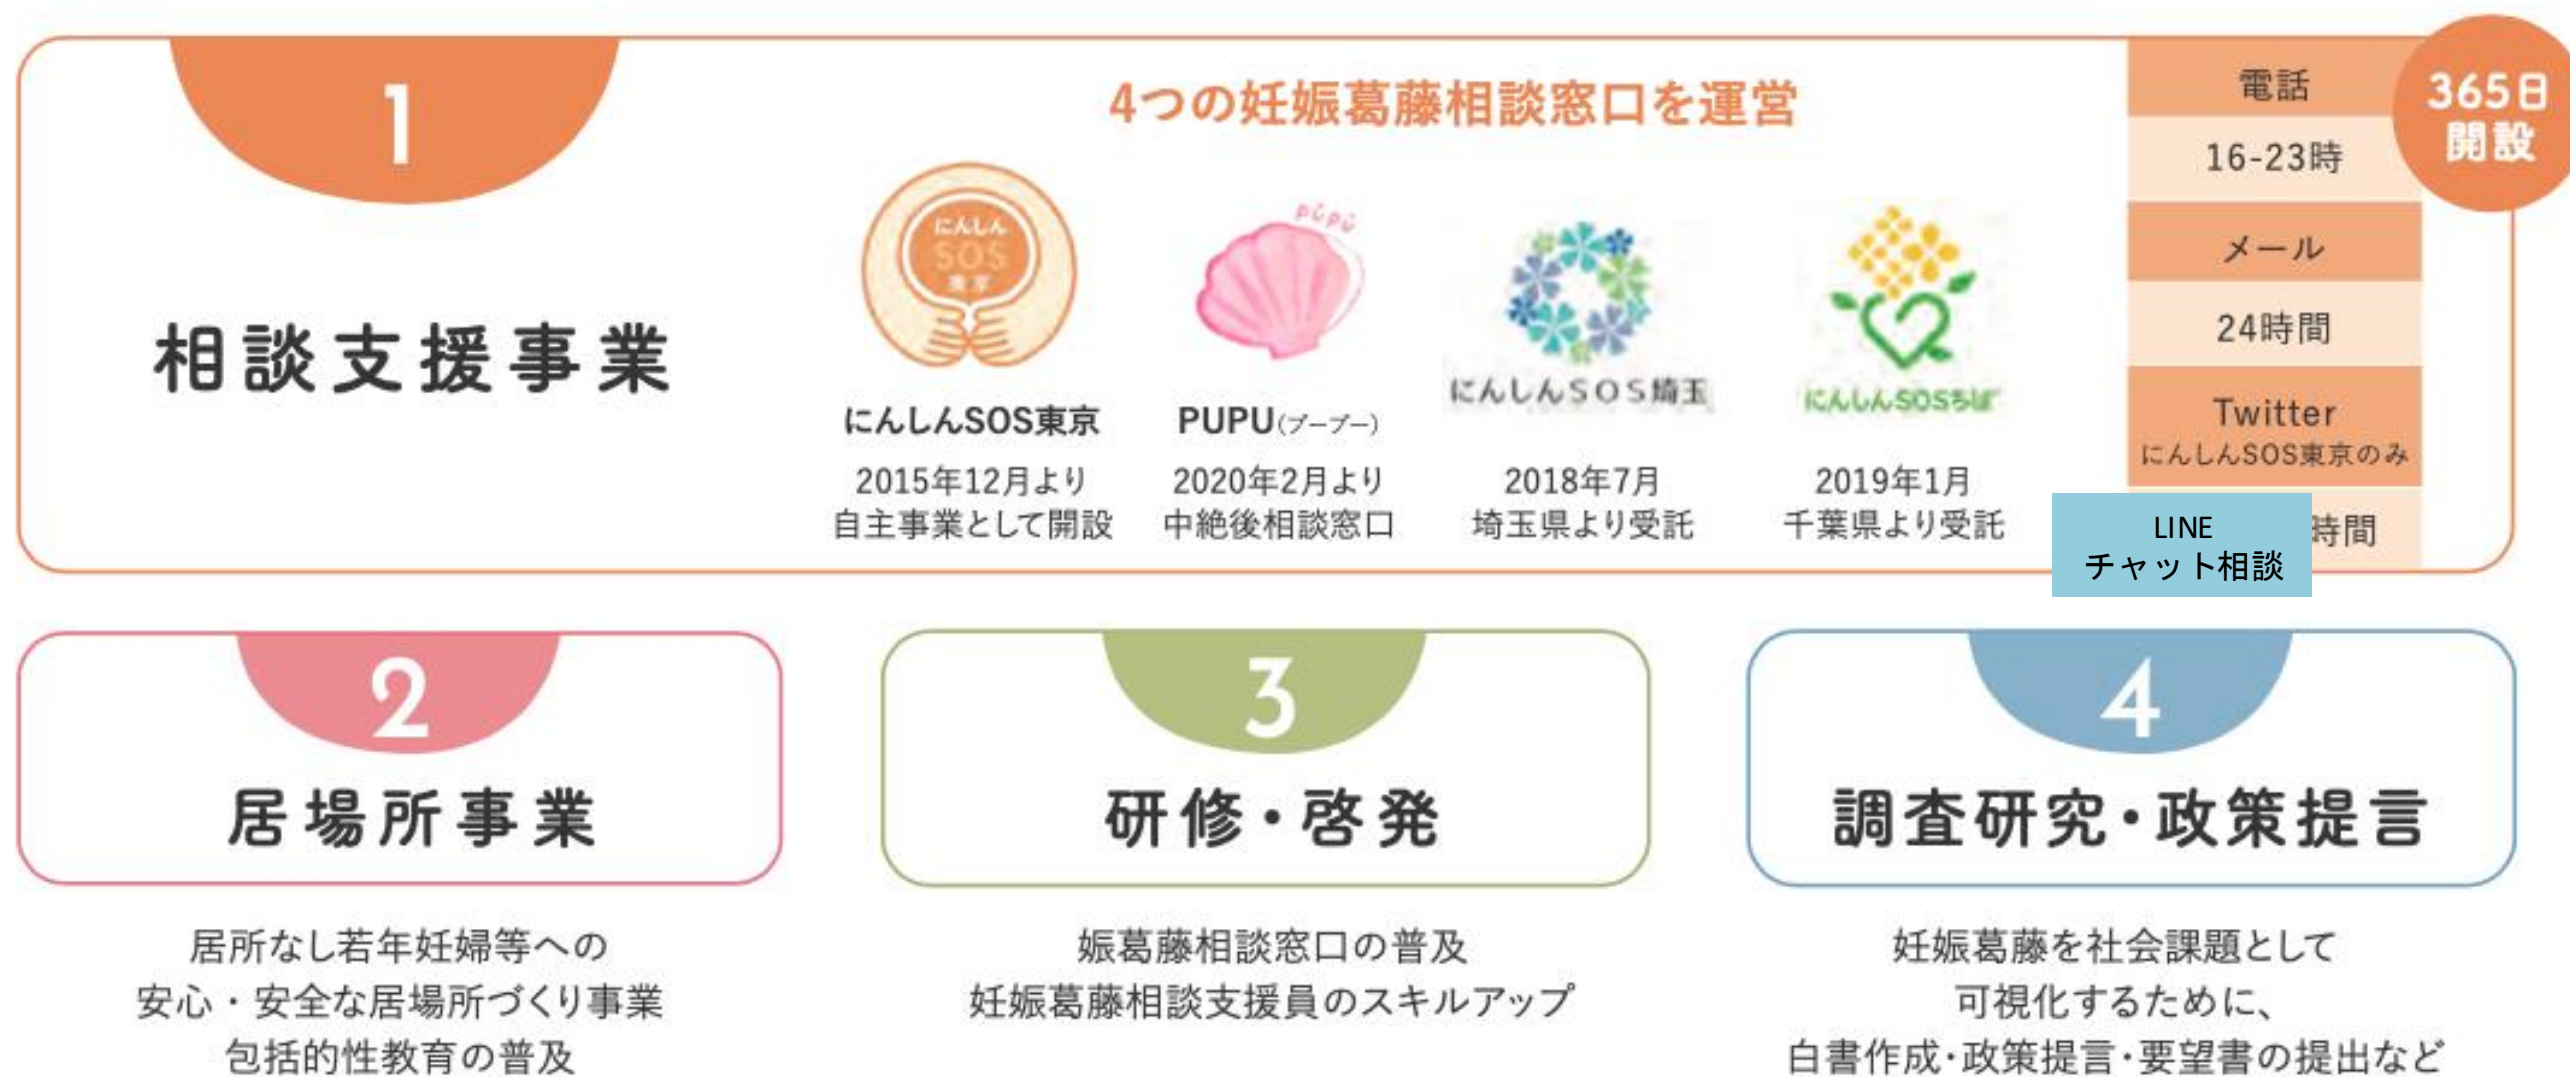 1
相談支援事業
4つの妊娠葛藤相談窓口を運営
にんしん
SOS
東京
にんしんSOS東京
2015年12月より
自主事業として開設
pupu
PUPU(プープー)
2020年2月より
中絶後相談窓口
にんしんSOS埼玉
2018年7月
埼玉県より受託
にんしんSOSちば
2019年1月
千葉県より受託
365日
開設
電話
16-23時
メール
24時間
Twitter
にんしんSOS東京のみ
時間
LINE
チャット相談
2
居場所事業
居所なし若年妊婦等への
安心・安全な居場所づくり事業
包括的性教育の普及
3
研修・啓発
娠葛藤相談窓口の普及
妊娠葛藤相談支援員のスキルアップ
4
調査研究・政策提言
妊娠葛藤を社会課題として
可視化するために、
白書作成・政策提言・要望書の提出など